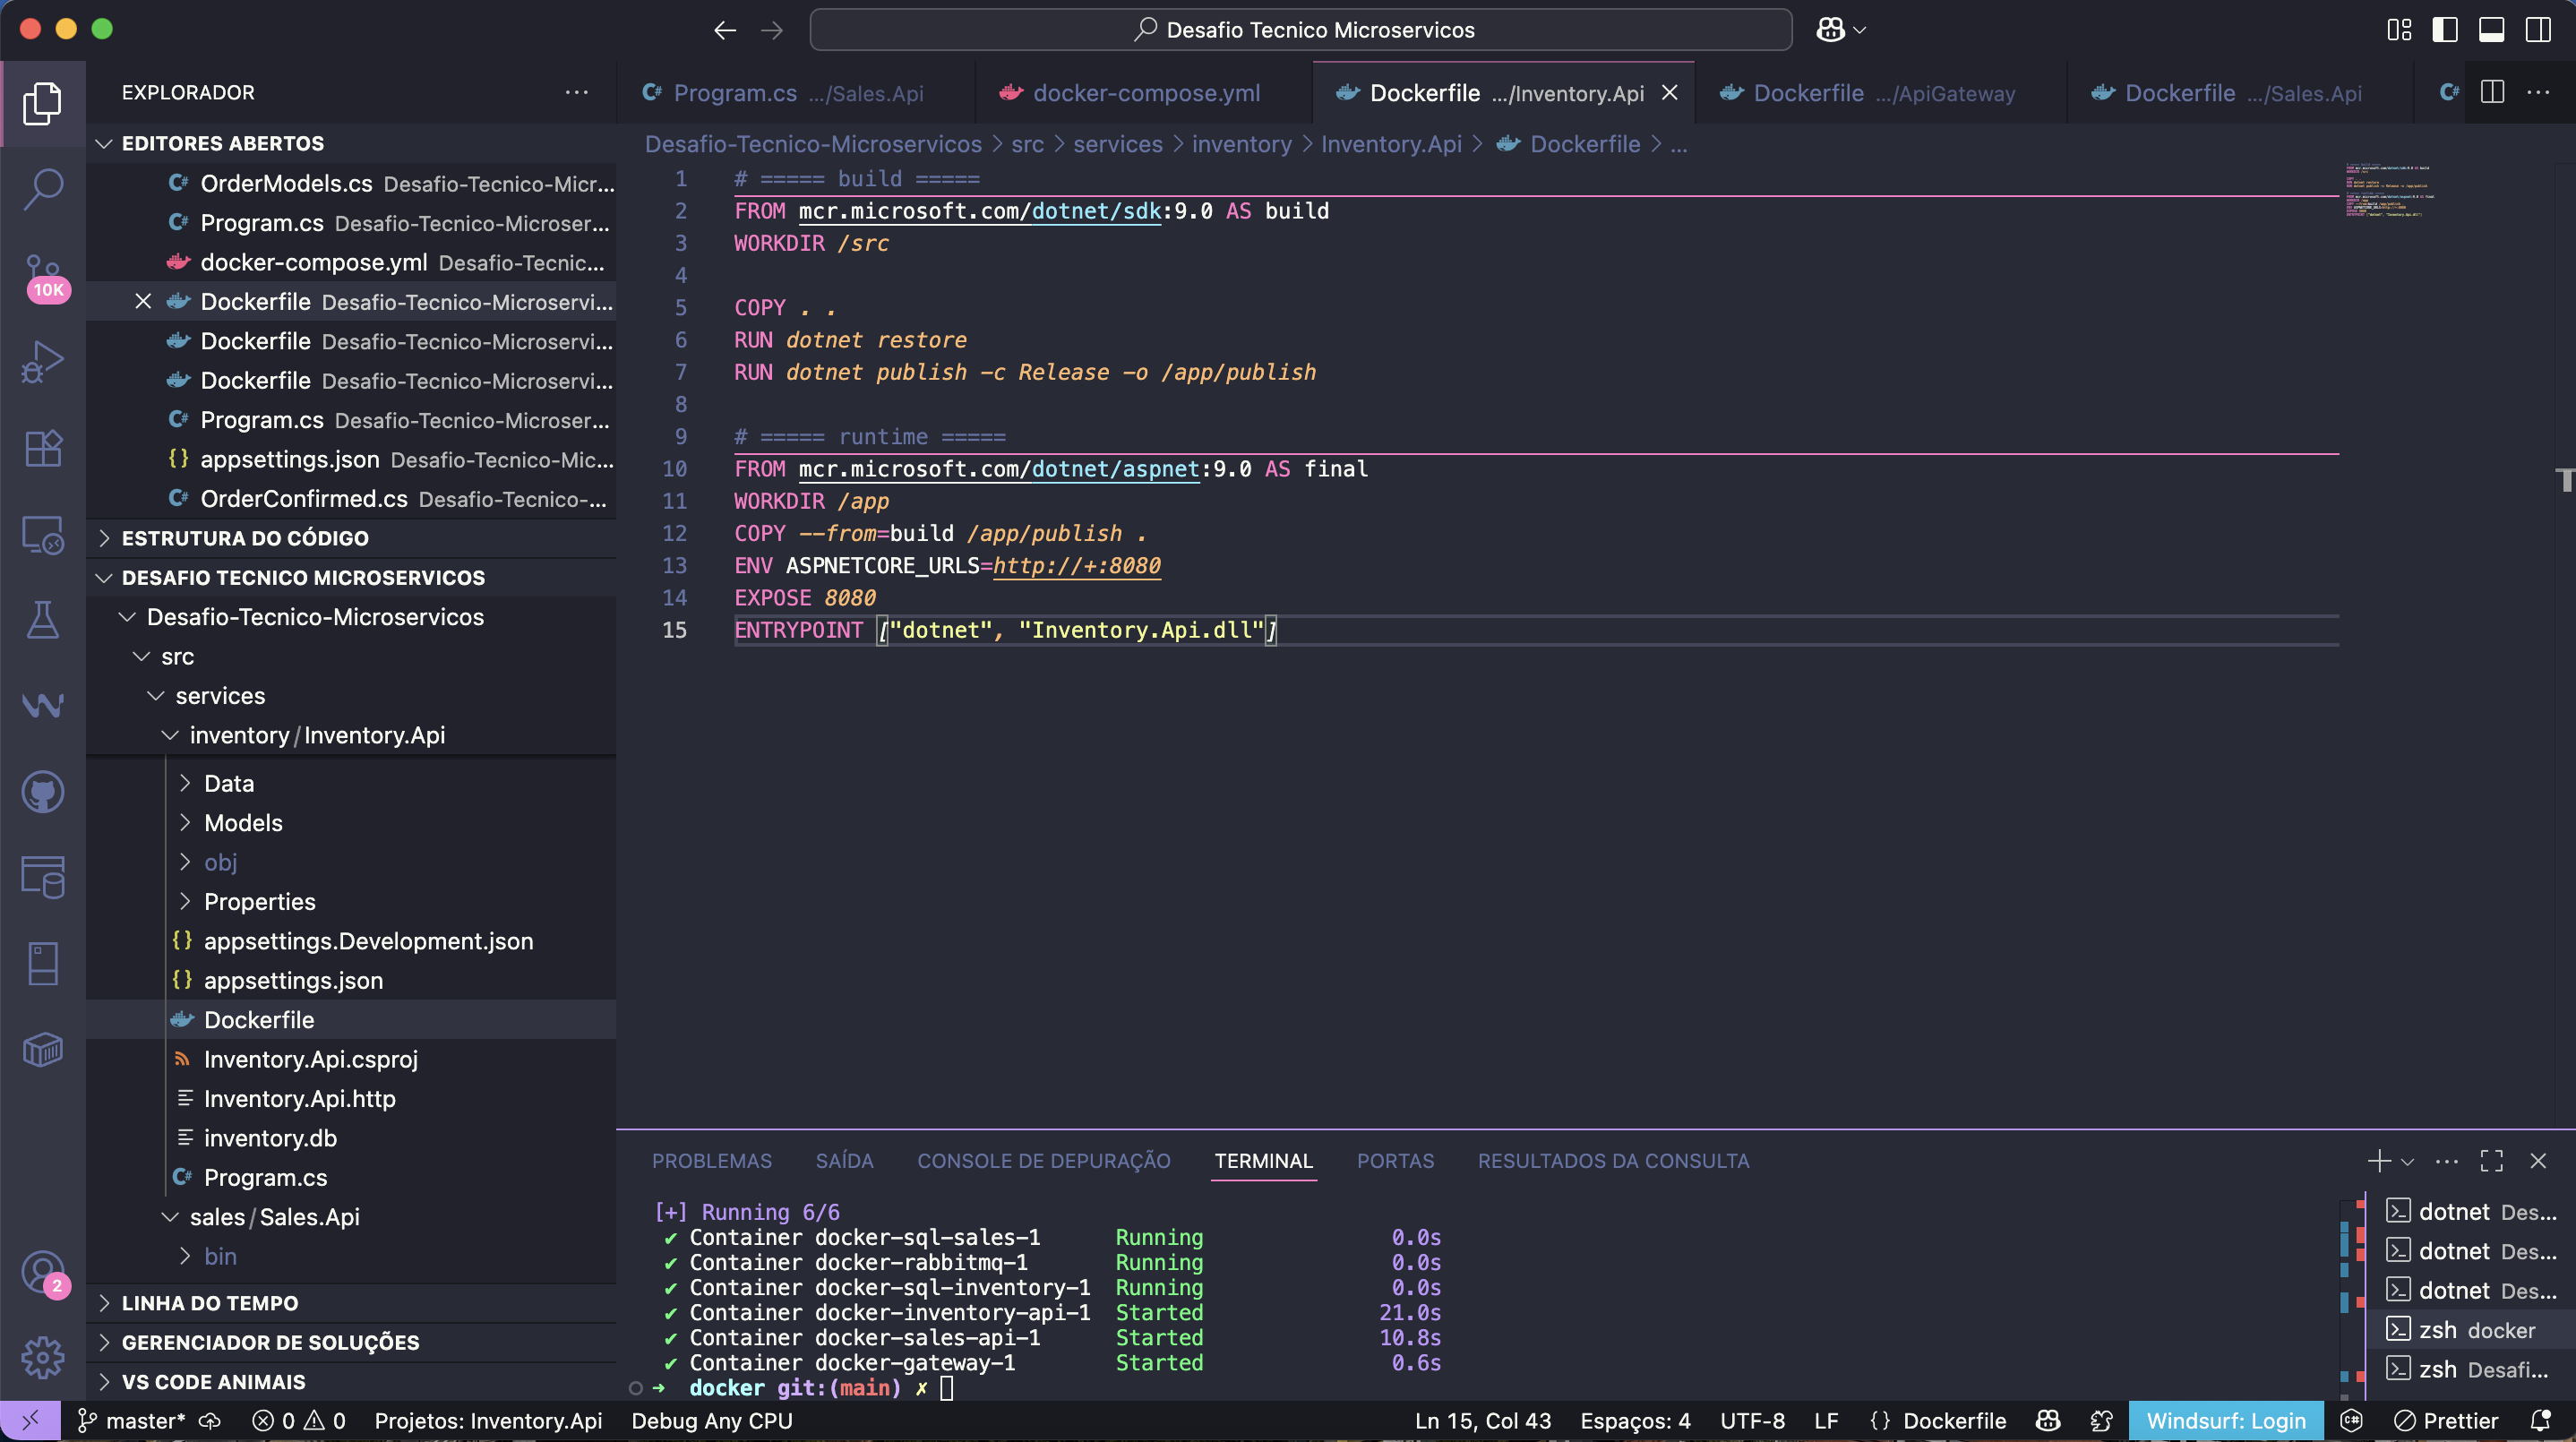 Desafio Tecnico Microservicos
EXPLORADOR
EDITORES ABERTOS
OrderModels.cs Desafio-Tecnico-Micr...
Program.cs Desafio-Tecnico-Microser...
docker-compose.yml Desafio-Tecnic...
Dockerfile Desafio-Tecnico-Microservi...
Dockerfile Desafio-Tecnico-Microservi...
Dockerfile Desafio-Tecnico-Microservi...
Program.cs Desafio-Tecnico-Microser...
appsettings.json Desafio-Tecnico-Mic...
OrderConfirmed.cs Desafio-Tecnico-...
ESTRUTURA DO CÓDIGO
DESAFIO TECNICO MICROSERVICOS
Desafio-Tecnico-Microservicos
src
services
inventory/Inventory.Api
Data
Models
obj
Properties
appsettings.Development.json
appsettings.json
Dockerfile
Inventory.Api.csproj
Inventory.Api.http
inventory.db
Program.cs
sales/Sales.Api
bin
LINHA DO TEMPO
GERENCIADOR DE SOLUÇÕES
VS CODE ANIMAIS
10K
2
Program.cs .../Sales.Api
docker-compose.yml
Dockerfile .../Inventory.Api
Dockerfile .../ApiGateway
Dockerfile .../Sales.Api
Desafio-Tecnico-Microservicos > src > services > inventory > Inventory.Api > Dockerfile > ...
1 # ===== build =====
2 FROM mcr.microsoft.com/dotnet/sdk:9.0 AS build
3 WORKDIR /src
4
5 COPY . .
6 RUN dotnet restore
7 RUN dotnet publish -c Release -o /app/publish
8
9 # ===== runtime =====
10 FROM mcr.microsoft.com/dotnet/aspnet:9.0 AS final
11 WORKDIR /app
12 COPY --from=build /app/publish .
13 ENV ASPNETCORE_URLS=http://+:8080
14 EXPOSE 8080
15 ENTRYPOINT ["dotnet", "Inventory.Api.dll"]
PROBLEMAS SAÍDA CONSOLE DE DEPURAÇÃO TERMINAL PORTAS RESULTADOS DA CONSULTA
[+] Running 6/6
✔ Container docker-sql-sales-1 Running 0.0s
✔ Container docker-rabbitmq-1 Running 0.0s
✔ Container docker-sql-inventory-1 Running 0.0s
✔ Container docker-inventory-api-1 Started 21.0s
✔ Container docker-sales-api-1 Started 10.8s
✔ Container docker-gateway-1 Started 0.6s
➜ docker git:(main) ✗
dotnet Des...
dotnet Des...
dotnet Des...
zsh docker
zsh Desafi...
master* 0 0 Projetos: Inventory.Api Debug Any CPU Ln 15, Col 43 Espaços: 4 UTF-8 LF {} Dockerfile Windsurf: Login Prettier